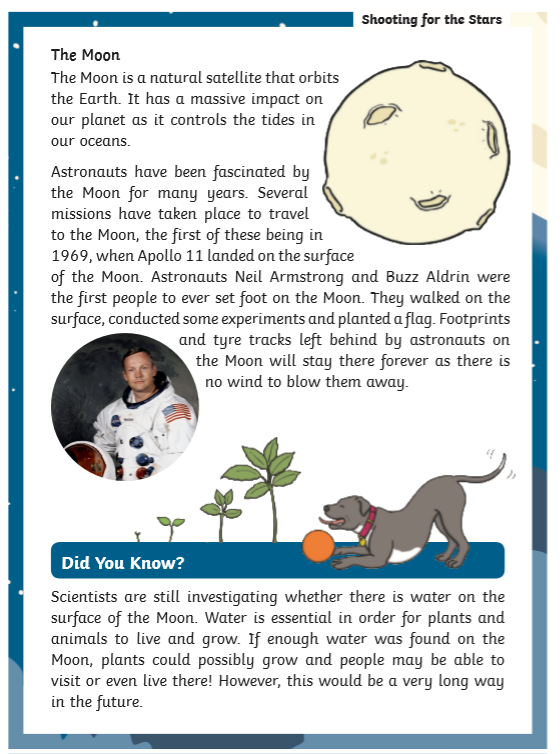 Shooting for the Stars
The Moon
The Moon is a natural satellite that orbits
the Earth. It has a massive impact on
our planet as it controls the tides in
our oceans.
Astronauts have been fascinated by
the Moon for many years. Several
missions have taken place to travel
to the Moon, the first of these being in
1969, when Apollo 11 landed on the surface
of the Moon. Astronauts Neil Armstrong and Buzz Aldrin were
the first people to ever set foot on the Moon. They walked on the
surface, conducted some experiments and planted a flag. Footprints
and tyre tracks left behind by astronauts on
the Moon will stay there forever as there is
no wind to blow them away.
Did You Know?
Scientists are still investigating whether there is water on the
surface of the Moon. Water is essential in order for plants and
animals to live and grow. If enough water was found on the
Moon, plants could possibly grow and people may be able to
visit or even live there! However, this would be a very long way
in the future.